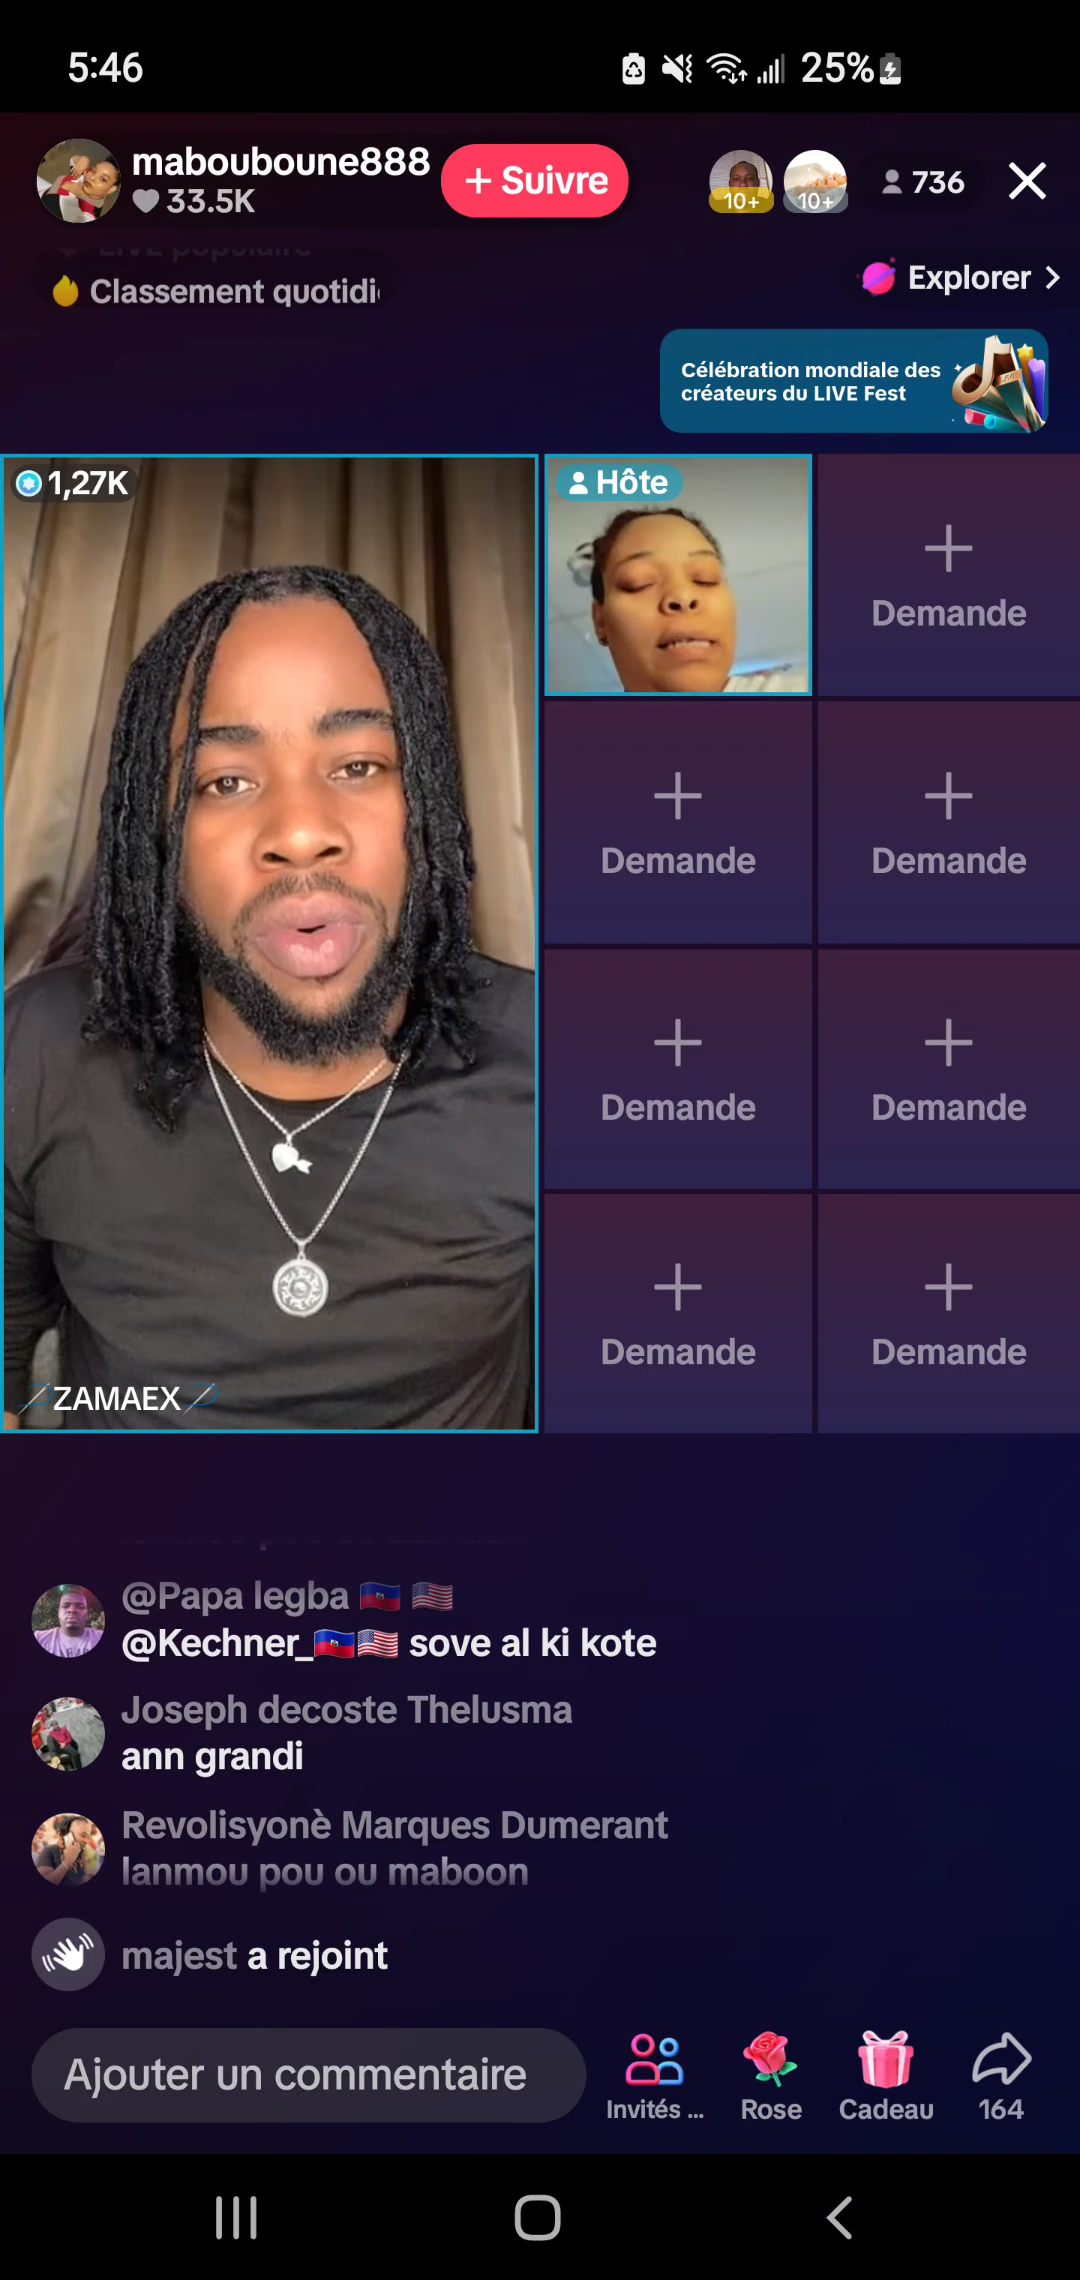 5:46
25%
mabouboune888
33.5K
+ Suivre
10+
10+
736
LIVE populaire
Classement quotidi
Explorer >
Célébration mondiale des
créateurs du LIVE Fest
1,27K
Hôte
Demande
Demande
Demande
Demande
Demande
Demande
Demande
ZAMAEX
@Papa legba 🇭🇹 🇺🇸
@Kechner_🇭🇹🇺🇸 sove al ki kote
Joseph decoste Thelusma
ann grandi
Revolisyonè Marques Dumerant
lanmou pou ou maboon
majest a rejoint
Ajouter un commentaire
Invités ...
Rose
Cadeau
164